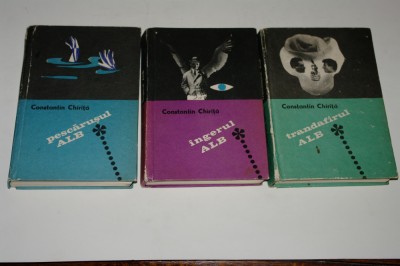 Constantin Chiriță
pescărușul
ALB
Constantin Chiriță
îngerul
ALB
Constantin Chiriță
trandafirul
ALB